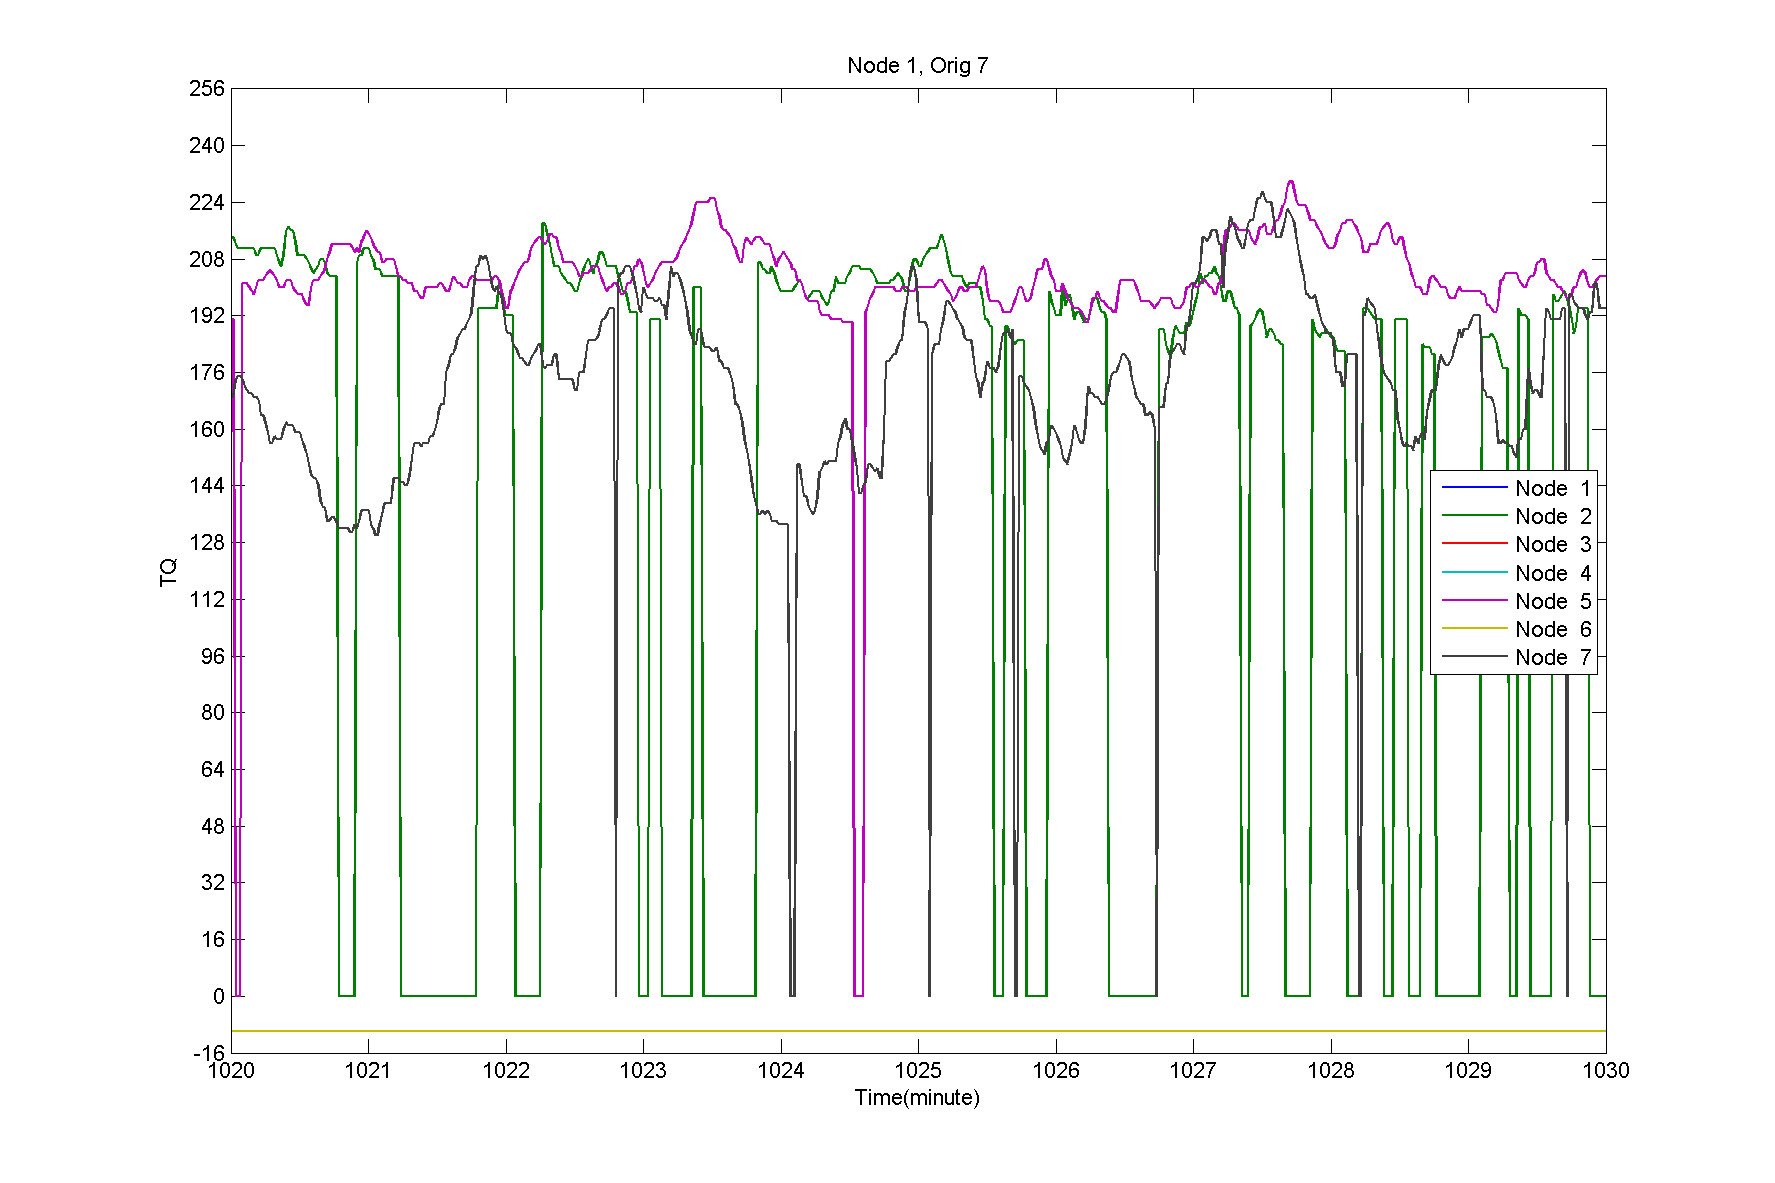 Node 1, Orig 7
256
240
224
208
192
176
160
144
128
112
96
80
64
48
32
16
0
-16
TQ
Node 1
Node 2
Node 3
Node 4
Node 5
Node 6
Node 7
1020 1021 1022 1023 1024 1025 1026 1027 1028 1029 1030
Time(minute)